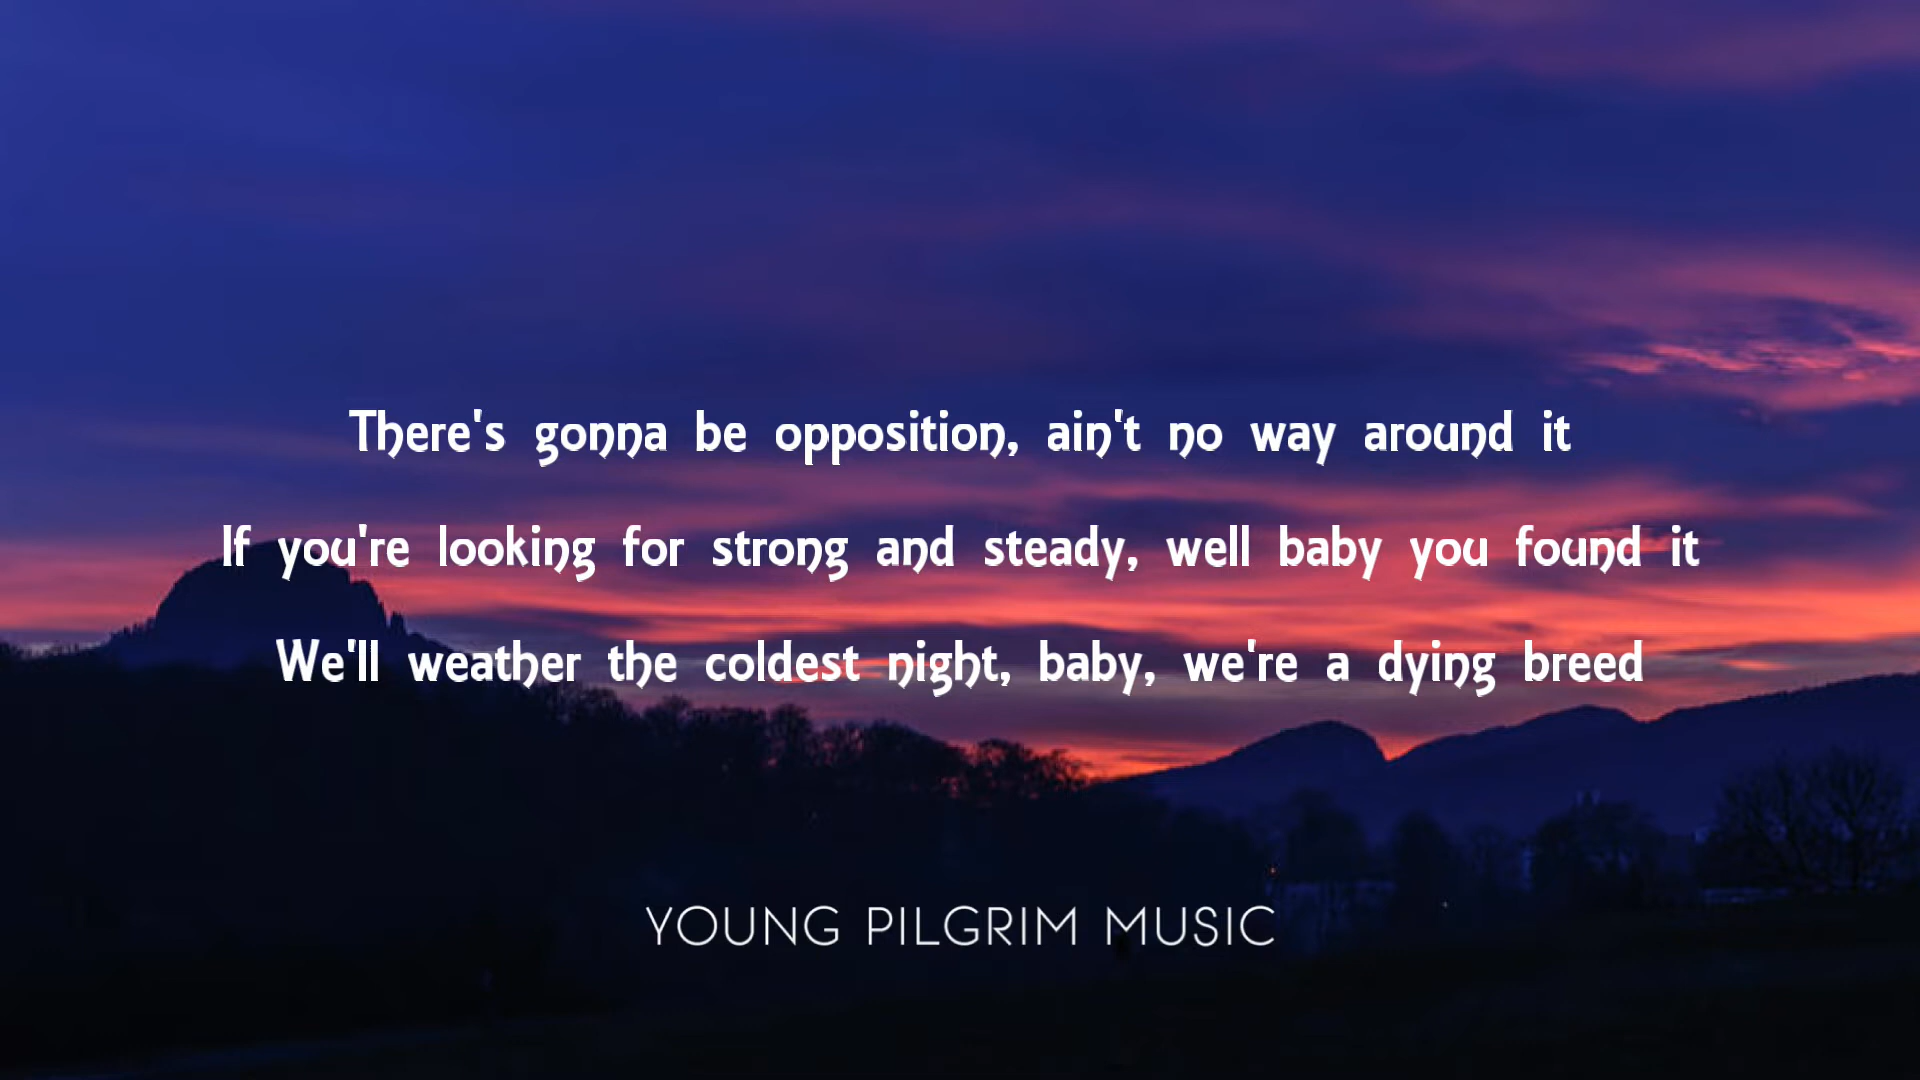 There's gonna be opposition, ain't no way around it
If you're looking for strong and steady, well baby you found it
We'll weather the coldest night, baby, we're a dying breed
YOUNG PILGRIM MUSIC